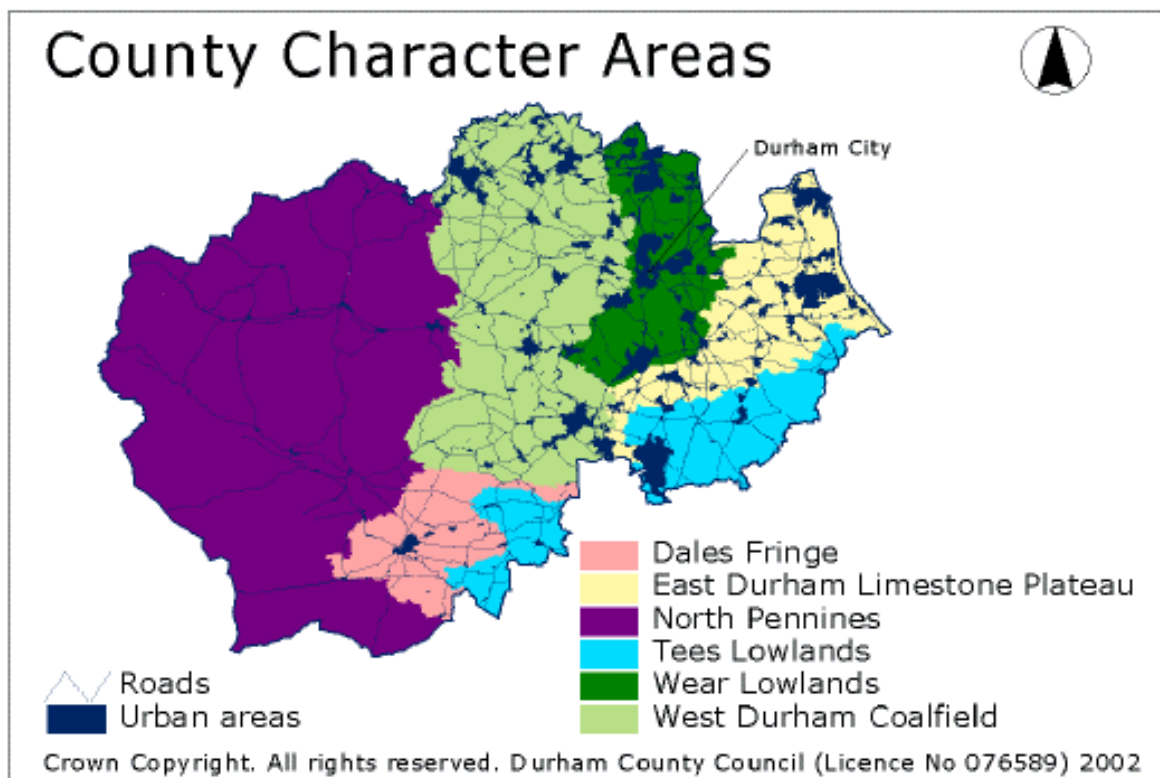 County Character Areas
Durham City
Dales Fringe
East Durham Limestone Plateau
North Pennines
Tees Lowlands
Wear Lowlands
West Durham Coalfield
Roads
Urban areas
Crown Copyright. All rights reserved. Durham County Council (Licence No 076589) 2002